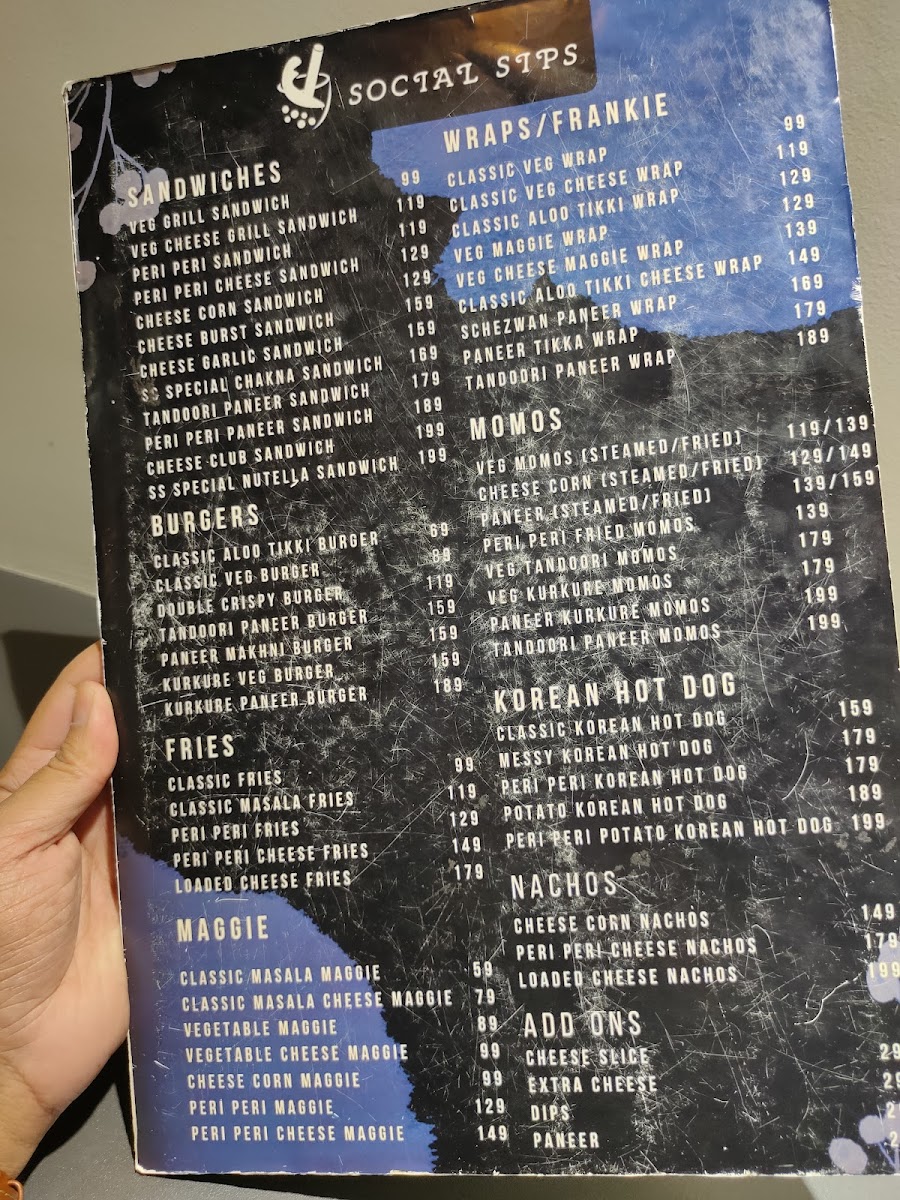 SOCIAL SIPS
SANDWICHES
VEG GRILL SANDWICH 99
VEG CHEESE GRILL SANDWICH 119
PERI PERI SANDWICH 119
PERI PERI CHEESE SANDWICH 129
CHEESE CORN SANDWICH 129
CHEESE BURST SANDWICH 159
CHEESE GARLIC SANDWICH 159
SS SPECIAL CHAKNA SANDWICH 169
TANDOORI PANEER SANDWICH 179
PERI PERI PANEER SANDWICH 189
CHEESE CLUB SANDWICH 199
SS SPECIAL NUTELLA SANDWICH 199
BURGERS
CLASSIC ALOO TIKKI BURGER 69
CLASSIC VEG BURGER 89
DOUBLE CRISPY BURGER 119
TANDOORI PANEER BURGER 159
PANEER MAKHNI BURGER 159
KURKURE VEG BURGER 159
KURKURE PANEER BURGER 189
FRIES
CLASSIC FRIES 99
CLASSIC MASALA FRIES 119
PERI PERI FRIES 129
PERI PERI CHEESE FRIES 149
LOADED CHEESE FRIES 179
MAGGIE
CLASSIC MASALA MAGGIE 59
CLASSIC MASALA CHEESE MAGGIE 79
VEGETABLE MAGGIE 89
VEGETABLE CHEESE MAGGIE 99
CHEESE CORN MAGGIE 99
PERI PERI MAGGIE 129
PERI PERI CHEESE MAGGIE 149
WRAPS/FRANKIE
CLASSIC VEG WRAP 99
CLASSIC VEG CHEESE WRAP 119
CLASSIC ALOO TIKKI WRAP 129
VEG MAGGIE WRAP 129
VEG CHEESE MAGGIE WRAP 139
CLASSIC ALOO TIKKI CHEESE WRAP 149
SCHEZWAN PANEER WRAP 169
PANEER TIKKA WRAP 179
TANDOORI PANEER WRAP 189
MOMOS
VEG MOMOS (STEAMED/FRIED) 119/139
CHEESE CORN (STEAMED/FRIED) 129/149
PANEER (STEAMED/FRIED) 139/159
PERI PERI FRIED MOMOS 139
VEG TANDOORI MOMOS 179
VEG KURKURE MOMOS 179
PANEER KURKURE MOMOS 199
TANDOORI PANEER MOMOS 199
KOREAN HOT DOG
CLASSIC KOREAN HOT DOG 159
MESSY KOREAN HOT DOG 179
PERI PERI KOREAN HOT DOG 179
POTATO KOREAN HOT DOG 189
PERI PERI POTATO KOREAN HOT DOG 199
NACHOS
CHEESE CORN NACHOS 149
PERI PERI CHEESE NACHOS 179
LOADED CHEESE NACHOS 199
ADD ONS
CHEESE SLICE 29
EXTRA CHEESE
DIPS
PANEER